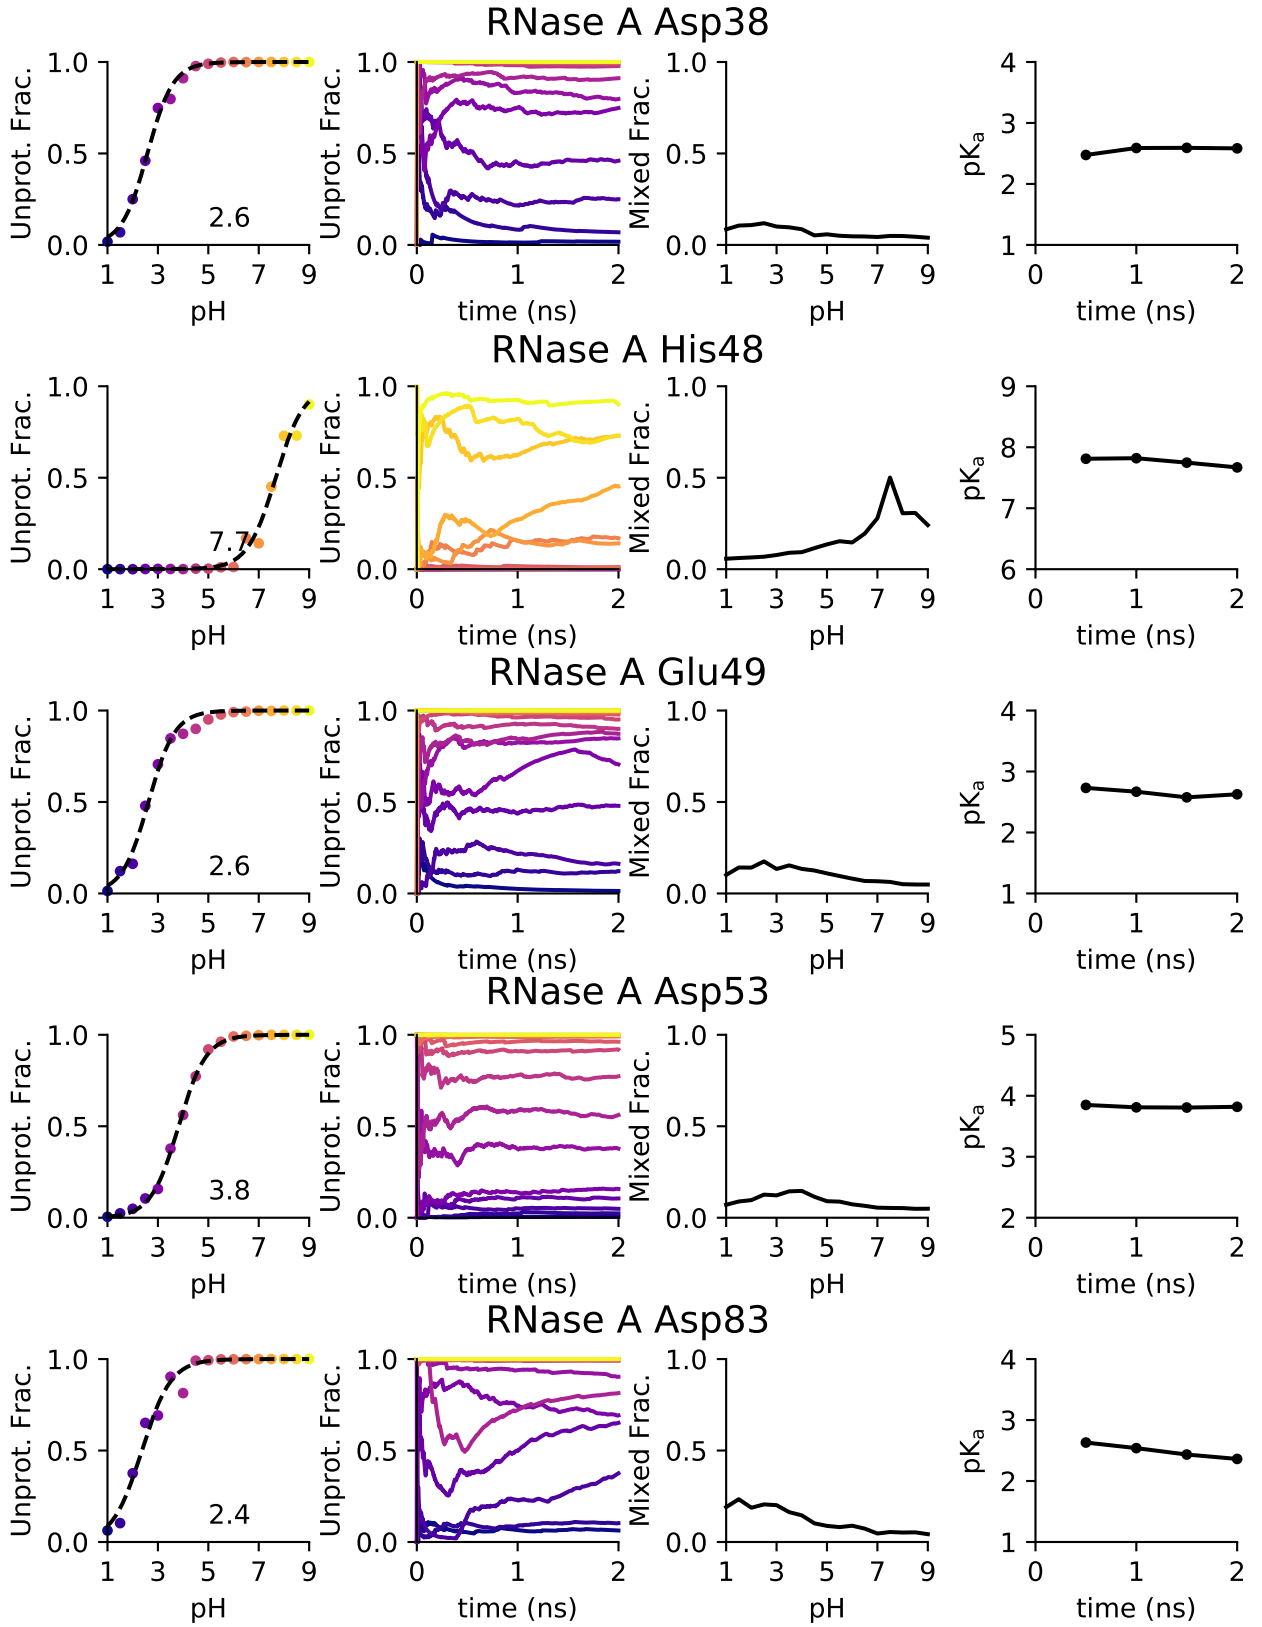 RNase A Asp38
Unprot. Frac.
1.0
0.5
0.0
2.6
1 3 5 7 9
pH
Unprot. Frac.
1.0
0.5
0.0
0 1 2
time (ns)
Mixed Frac.
1.0
0.5
0.0
1 3 5 7 9
pH
pKa
4
3
2
1
0 1 2
time (ns)
RNase A His48
Unprot. Frac.
1.0
0.5
0.0
7.7
1 3 5 7 9
pH
Unprot. Frac.
1.0
0.5
0.0
0 1 2
time (ns)
Mixed Frac.
1.0
0.5
0.0
1 3 5 7 9
pH
pKa
9
8
7
6
0 1 2
time (ns)
RNase A Glu49
Unprot. Frac.
1.0
0.5
0.0
2.6
1 3 5 7 9
pH
Unprot. Frac.
1.0
0.5
0.0
0 1 2
time (ns)
Mixed Frac.
1.0
0.5
0.0
1 3 5 7 9
pH
pKa
4
3
2
1
0 1 2
time (ns)
RNase A Asp53
Unprot. Frac.
1.0
0.5
0.0
3.8
1 3 5 7 9
pH
Unprot. Frac.
1.0
0.5
0.0
0 1 2
time (ns)
Mixed Frac.
1.0
0.5
0.0
1 3 5 7 9
pH
pKa
5
4
3
2
0 1 2
time (ns)
RNase A Asp83
Unprot. Frac.
1.0
0.5
0.0
2.4
1 3 5 7 9
pH
Unprot. Frac.
1.0
0.5
0.0
0 1 2
time (ns)
Mixed Frac.
1.0
0.5
0.0
1 3 5 7 9
pH
pKa
4
3
2
1
0 1 2
time (ns)